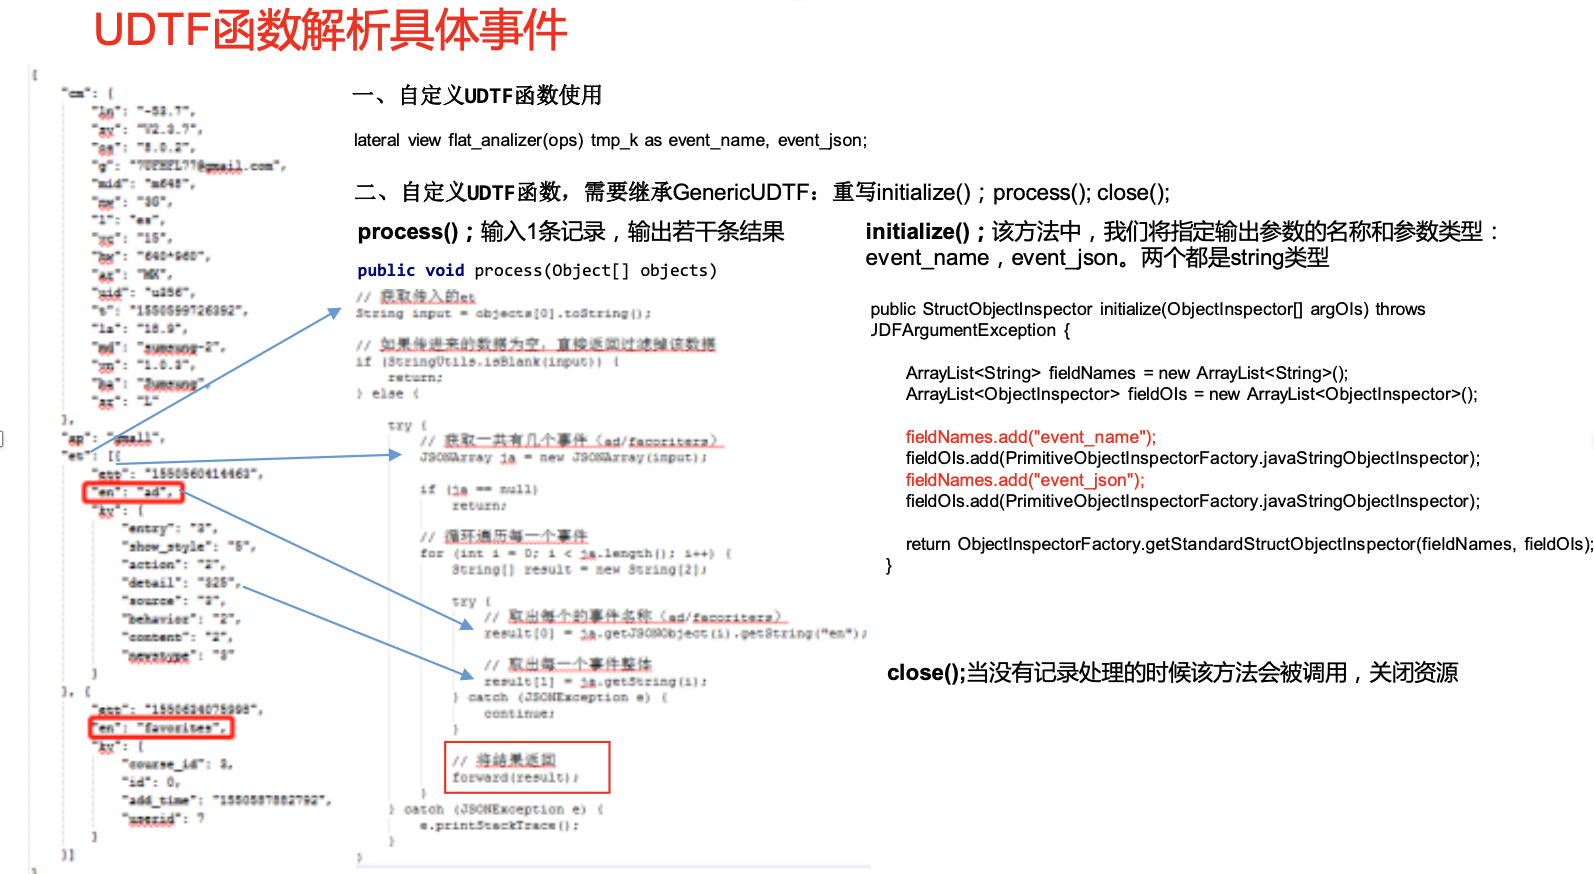 UDTF函数解析具体事件
{
"cm": {
"ln": "-53.7",
"sv": "V2.3.7",
"os": "8.0.2",
"g": "@gmail.com",
"mid": "m648",
"nw": "3G",
"l": "es",
"vc": "15",
"hw": "640*960",
"ar": "MX",
"uid": "u356",
"t": "1550599726392",
"la": "18.9",
"md": "sumsung-2",
"vn": "1.0.3",
"ba": "Sumsung",
"sr": "L"
},
"ap": "gmall",
"et": [{
"ett": "1550560414463",
"en": "ad",
"kv": {
"entry": "3",
"show_style": "5",
"action": "2",
"detail": "325",
"source": "3",
"behavior": "2",
"content": "2",
"newstype": "3"
}
}, {
"ett": "1550634075998",
"en": "favorites",
"kv": {
"course_id": 3,
"id": 0,
"add_time": "1550587882792",
"userid": 7
}
}]
}
一、自定义UDTF函数使用
lateral view flat_analizer(ops) tmp_k as event_name, event_json;
二、自定义UDTF函数，需要继承GenericUDTF：重写initialize()；process(); close();
process()；输入1条记录，输出若干条结果
public void process(Object[] objects)
// 获取传入的et
String input = objects[0].toString();
// 如果传进来的数据为空，直接返回过滤掉该数据
if (StringUtils.isBlank(input)) {
return;
} else {
try {
// 获取一共有几个事件（ad/facoriters）
JSONArray ja = new JSONArray(input);
if (ja == null)
return;
// 循环遍历每一个事件
for (int i = 0; i < ja.length(); i++) {
String[] result = new String[2];
try {
// 取出每个的事件名称（ad/facoriters）
result[0] = ja.getJSONObject(i).getString("en");
// 取出每一个事件整体
result[1] = ja.getString(i);
} catch (JSONException e) {
continue;
}
// 将结果返回
forward(result);
}
} catch (JSONException e) {
e.printStackTrace();
}
}
initialize()；该方法中，我们将指定输出参数的名称和参数类型：
event_name，event_json。两个都是string类型
public StructObjectInspector initialize(ObjectInspector[] argOIs) throws
JDFArgumentException {
ArrayList<String> fieldNames = new ArrayList<String>();
ArrayList<ObjectInspector> fieldOIs = new ArrayList<ObjectInspector>();
fieldNames.add("event_name");
fieldOIs.add(PrimitiveObjectInspectorFactory.javaStringObjectInspector);
fieldNames.add("event_json");
fieldOIs.add(PrimitiveObjectInspectorFactory.javaStringObjectInspector);
return ObjectInspectorFactory.getStandardStructObjectInspector(fieldNames, fieldOIs);
}
close();当没有记录处理的时候该方法会被调用，关闭资源